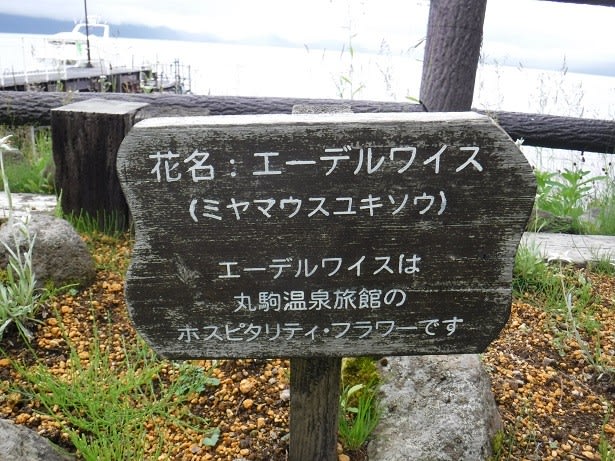 花名：エーデルワイス
(ミヤマウスユキソウ)
エーデルワイスは
丸駒温泉旅館の
ホスピタリティ・フラワーです